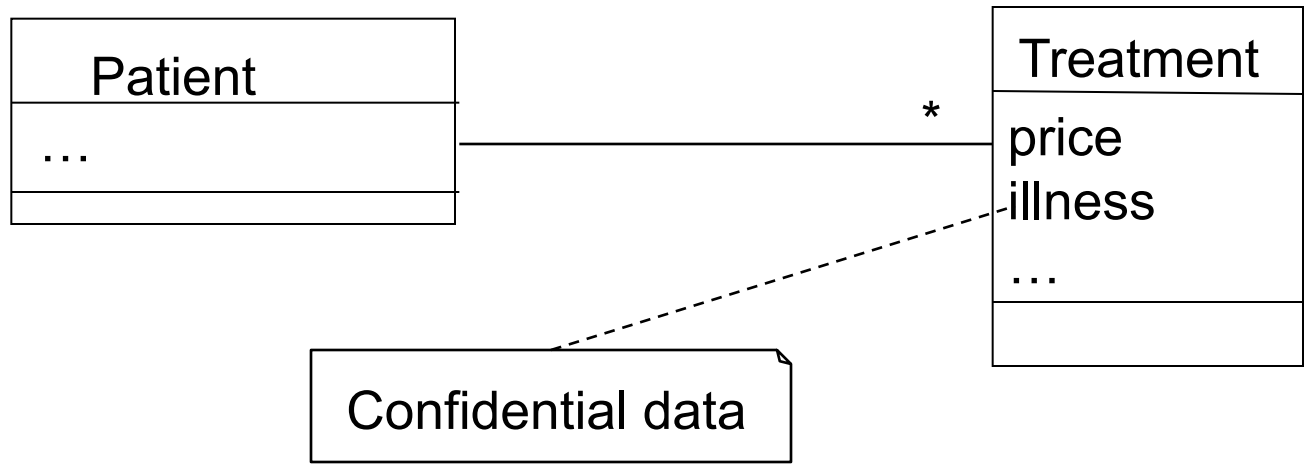 Patient
…
*
Treatment
price
illness
…
Confidential data